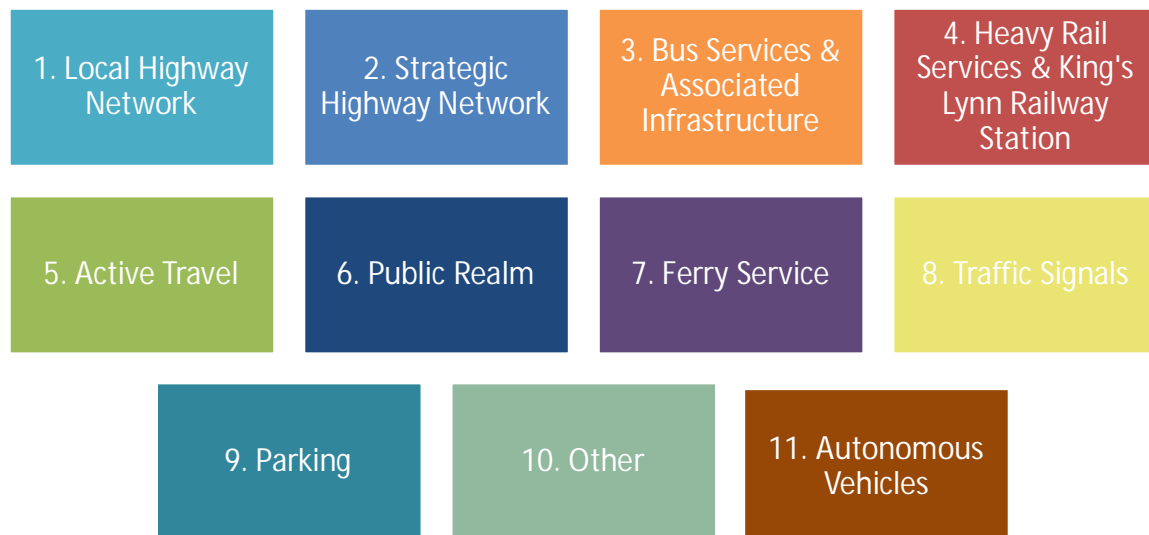 1. Local Highway
Network
2. Strategic
Highway Network
3. Bus Services &
Associated
Infrastructure
4. Heavy Rail
Services & King's
Lynn Railway
Station
5. Active Travel
6. Public Realm
7. Ferry Service
8. Traffic Signals
9. Parking
10. Other
11. Autonomous
Vehicles